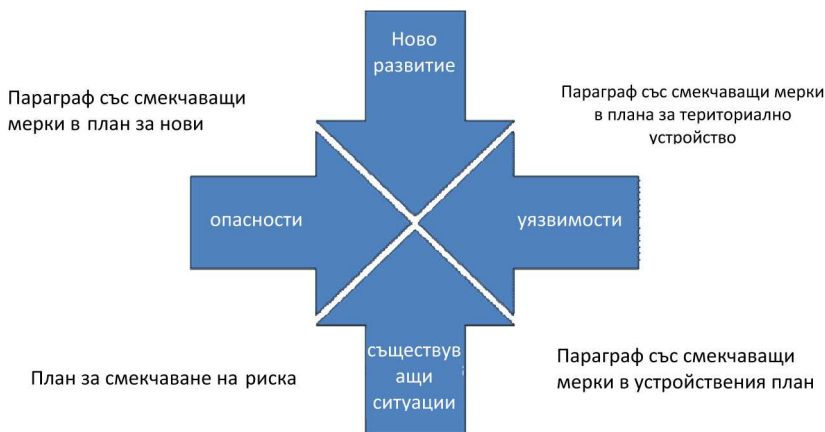 Ново
развитие
Параграф със смекчаващи
мерки в план за нови
Параграф със смекчаващи мерки
в плана за териториално
устройство
опасности
уязвимости
План за смекчаване на риска
съществув
ащи
ситуации
Параграф със смекчаващи
мерки в устройствения план